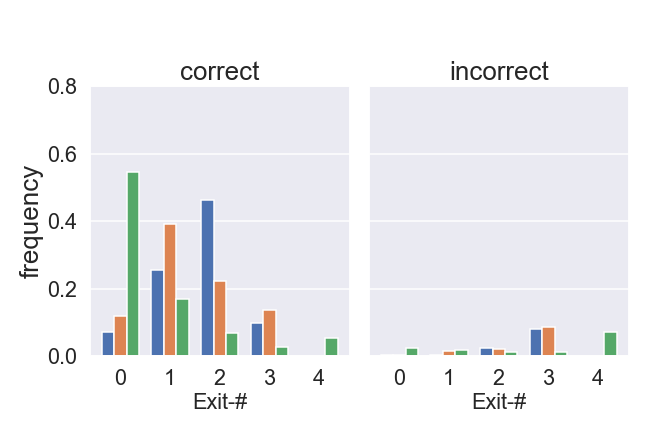 correct
incorrect
0.8
0.6
0.4
0.2
0.0
frequency
0 1 2 3 4
0 1 2 3 4
Exit-#
Exit-#